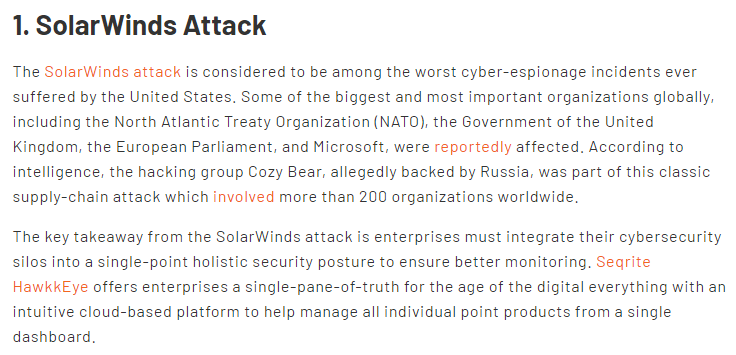 1. SolarWinds Attack
The SolarWinds attack is considered to be among the worst cyber-espionage incidents ever
suffered by the United States. Some of the biggest and most important organizations globally,
including the North Atlantic Treaty Organization (NATO), the Government of the United
Kingdom, the European Parliament, and Microsoft, were reportedly affected. According to
intelligence, the hacking group Cozy Bear, allegedly backed by Russia, was part of this classic
supply-chain attack which involved more than 200 organizations worldwide.
The key takeaway from the SolarWinds attack is enterprises must integrate their cybersecurity
silos into a single-point holistic security posture to ensure better monitoring. Seqrite
HawkkEye offers enterprises a single-pane-of-truth for the age of the digital everything with an
intuitive cloud-based platform to help manage all individual point products from a single
dashboard.